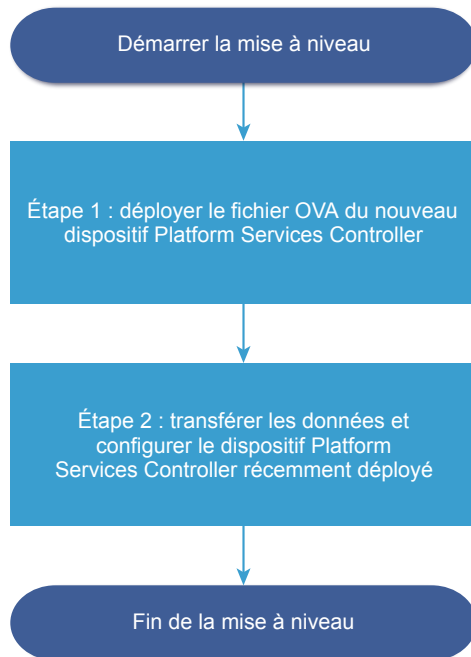 Démarrer la mise à niveau
Étape 1 : déployer le fichier OVA du nouveau
dispositif Platform Services Controller
Étape 2 : transférer les données et
configurer le dispositif Platform
Services Controller récemment déployé
Fin de la mise à niveau